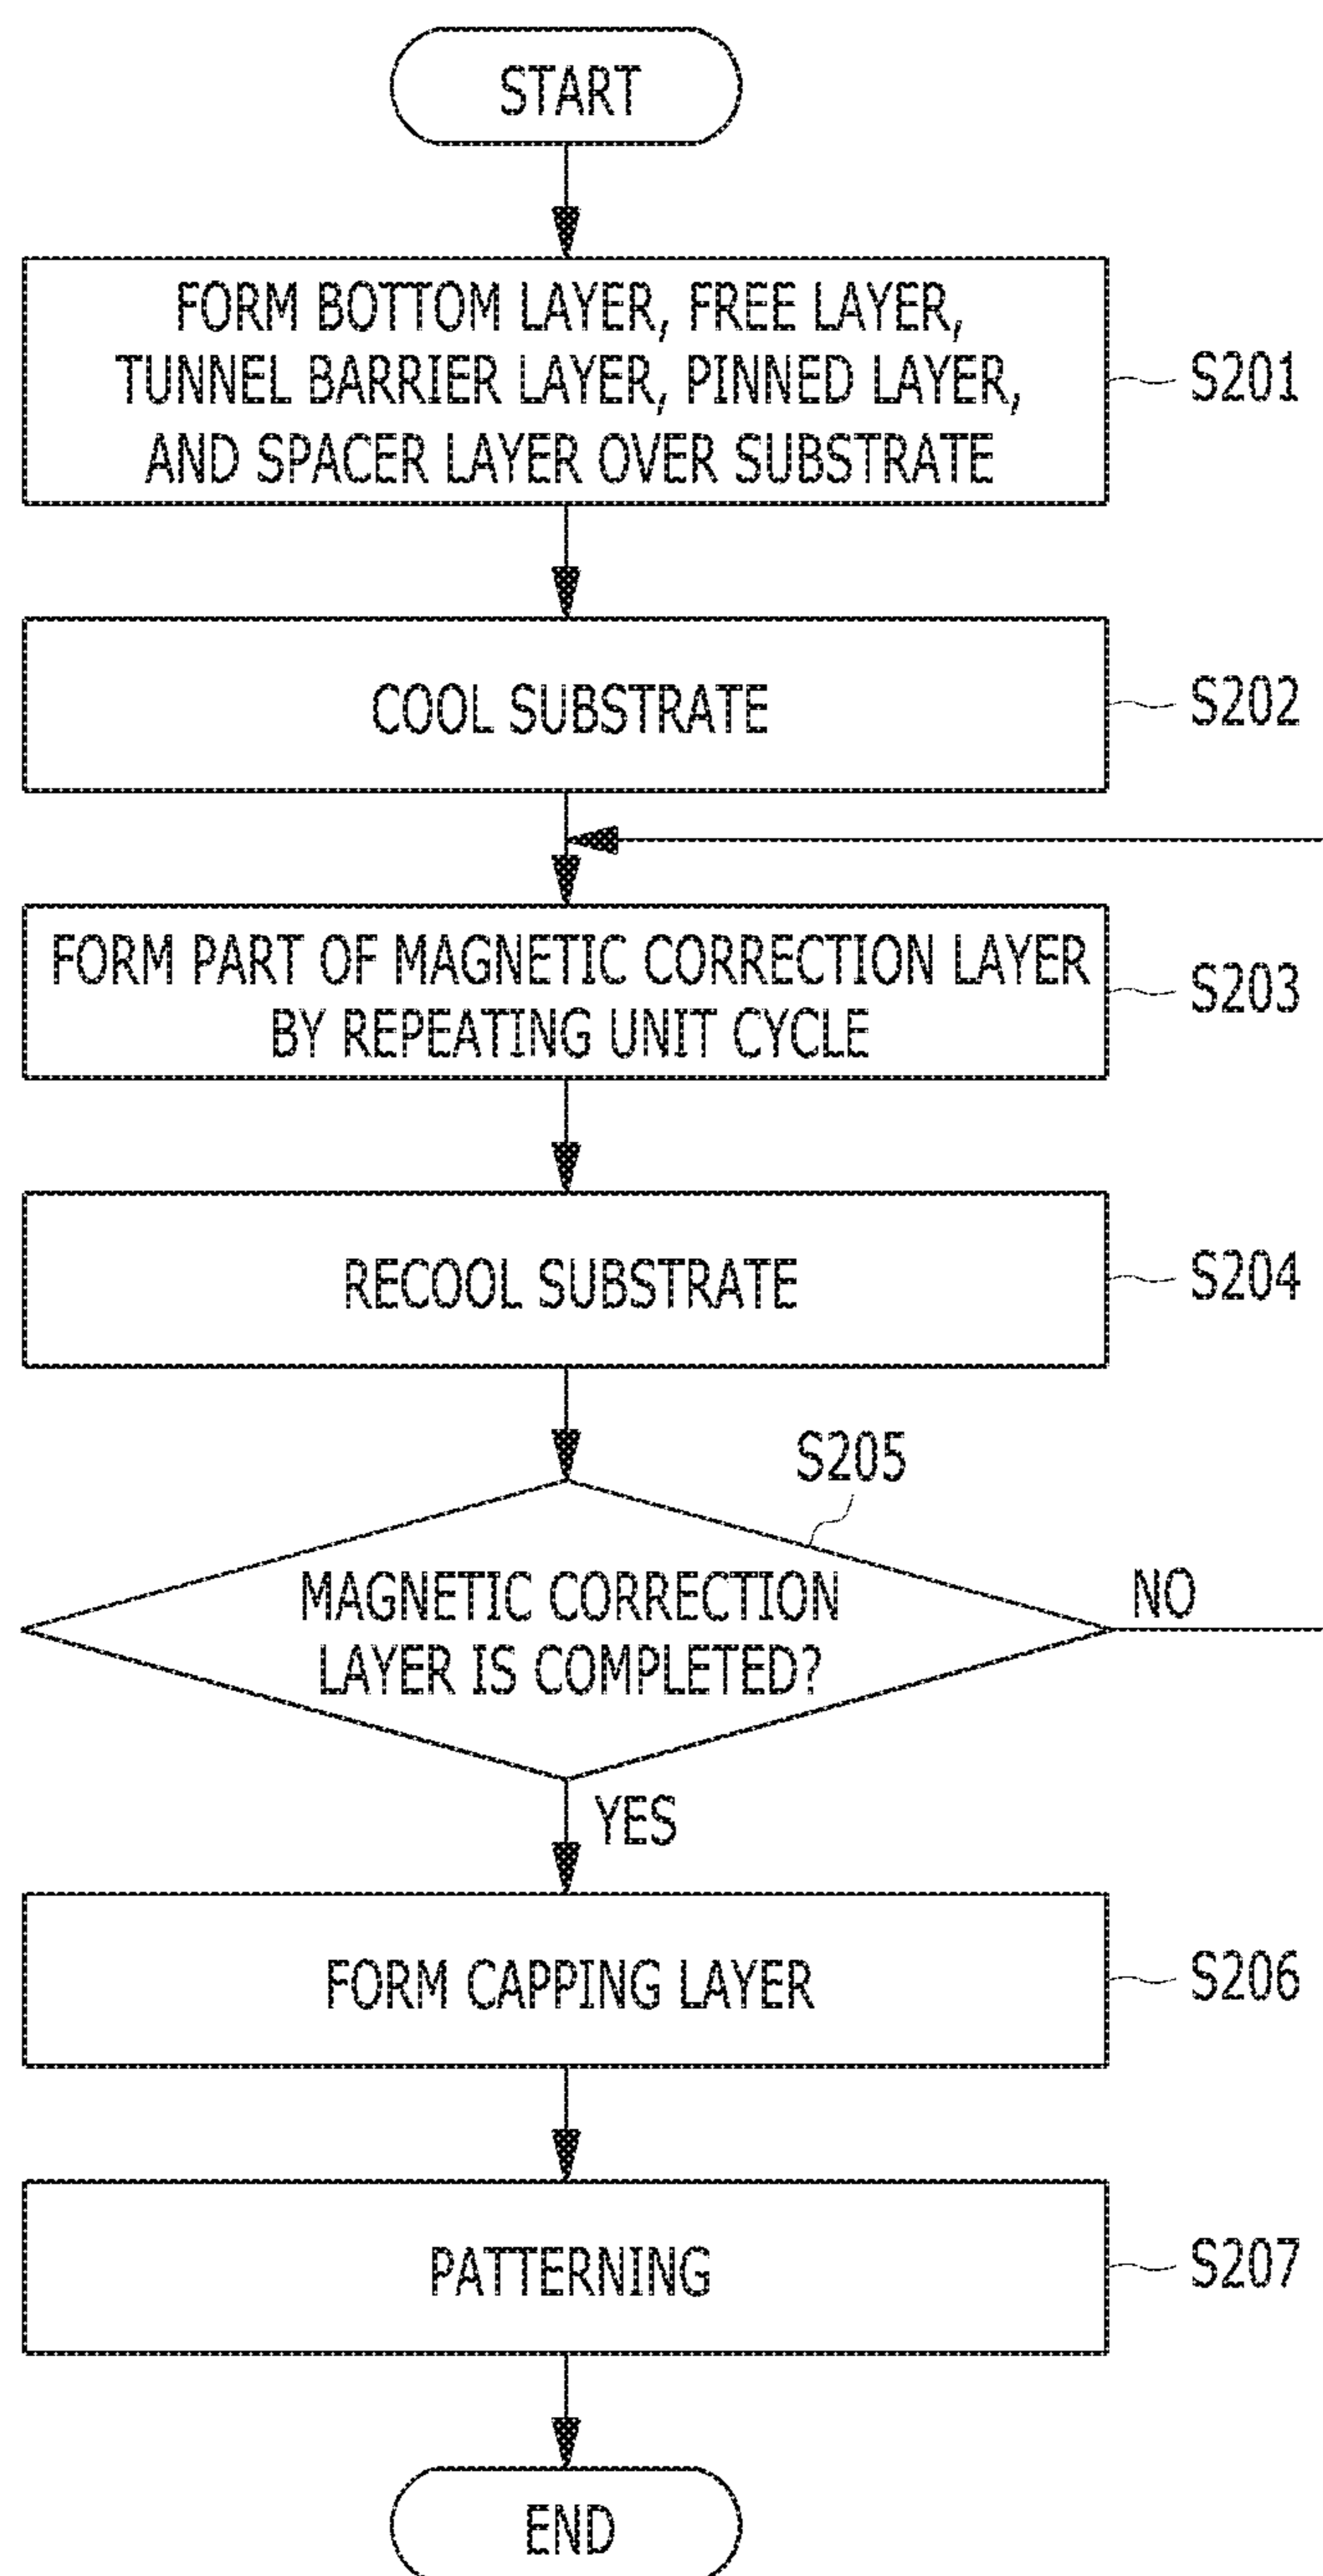 START
FORM BOTTOM LAYER, FREE LAYER,
TUNNEL BARRIER LAYER, PINNED LAYER,
AND SPACER LAYER OVER SUBSTRATE
S201
COOL SUBSTRATE
S202
FORM PART OF MAGNETIC CORRECTION LAYER
BY REPEATING UNIT CYCLE
S203
RECOOL SUBSTRATE
S204
S205
MAGNETIC CORRECTION
LAYER IS COMPLETED?
NO
YES
FORM CAPPING LAYER
S206
PATTERNING
S207
END